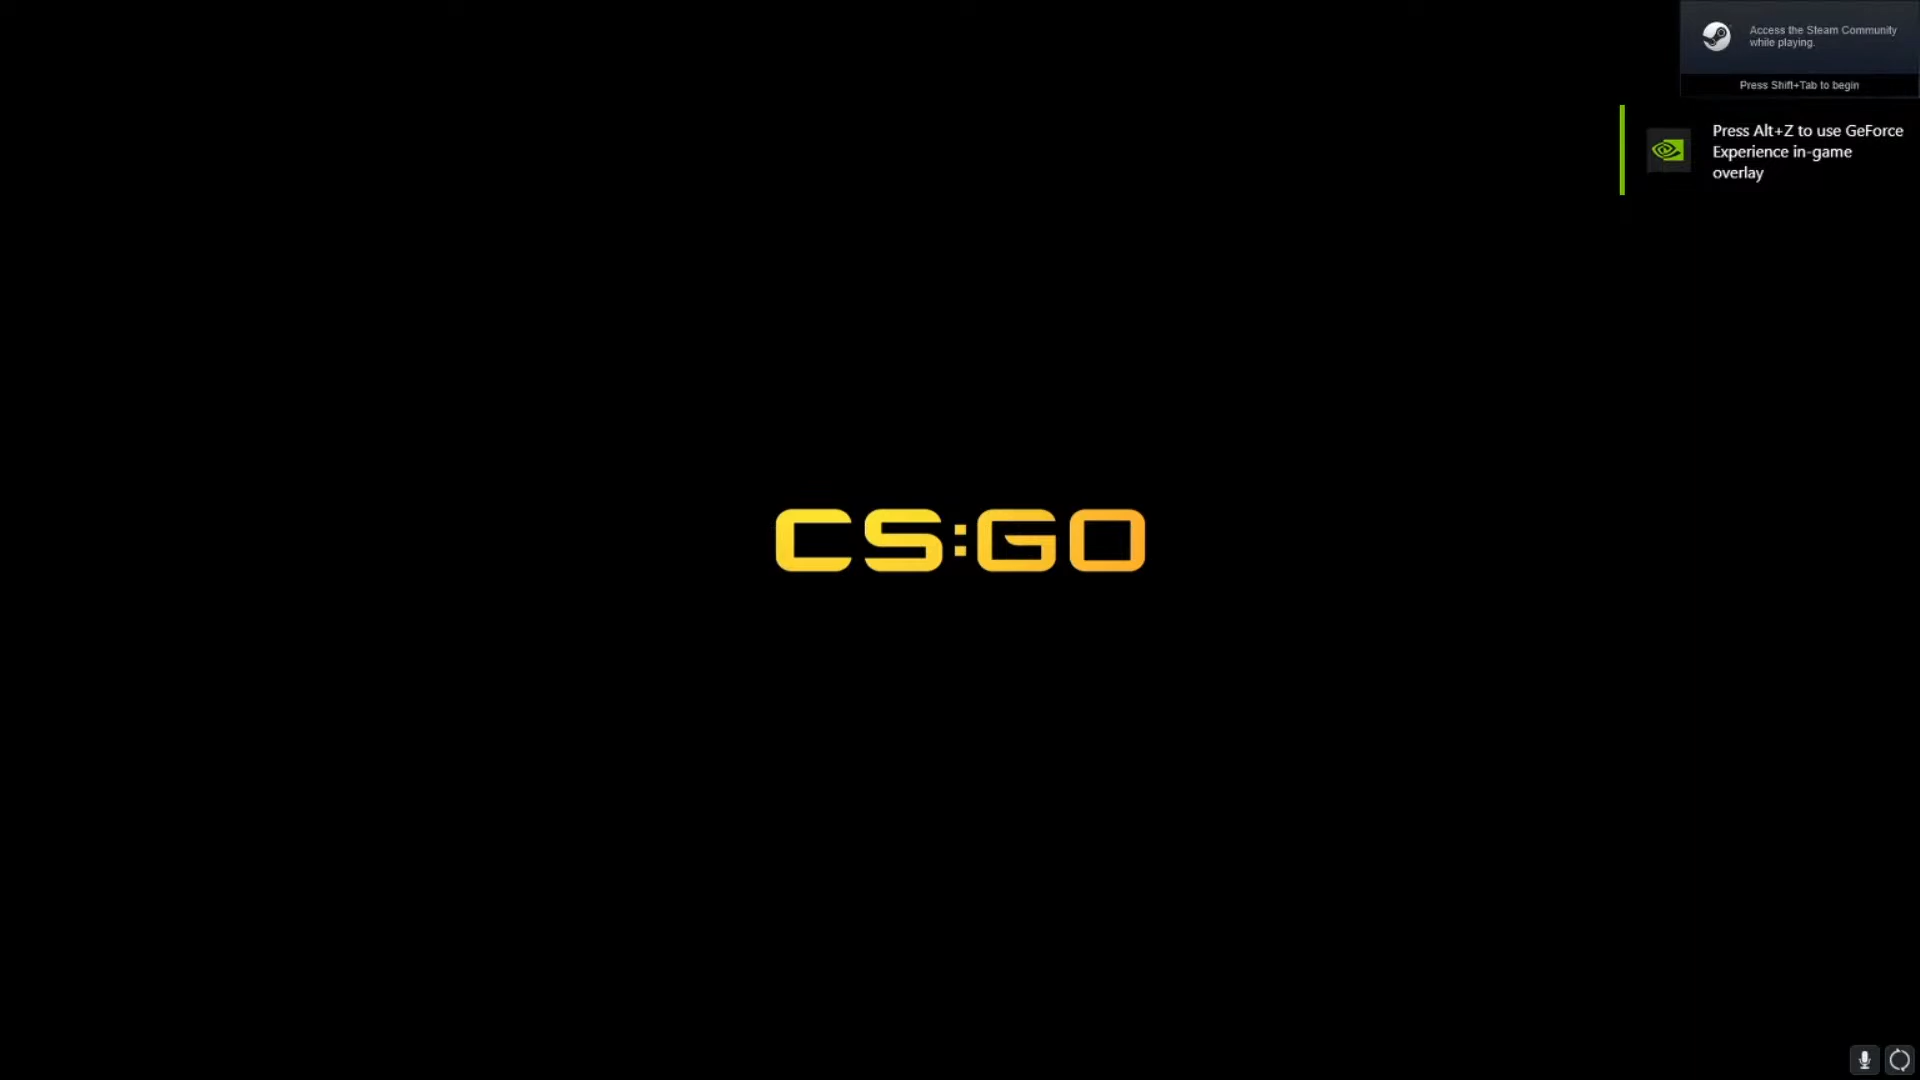 Access the Steam Community
while playing.
Press Shift+Tab to begin
Press Alt+Z to use GeForce
Experience in-game
overlay
CS:GO